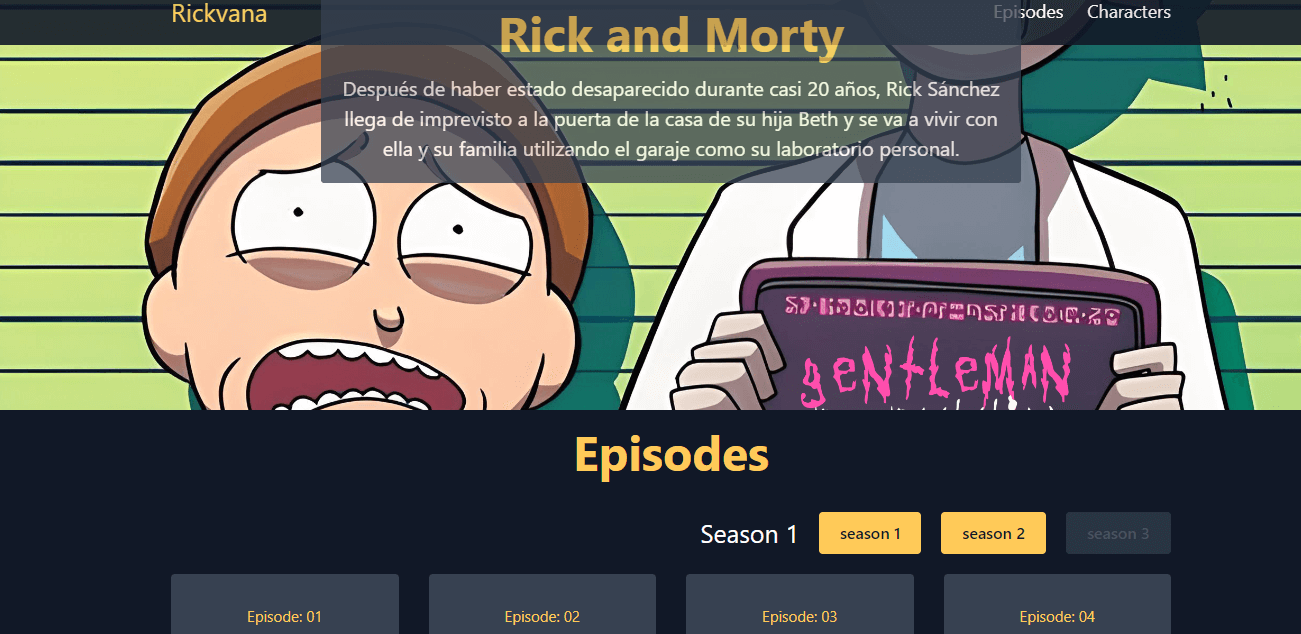 Rickvana
Episodes
Characters
Rick and Morty
Después de haber estado desaparecido durante casi 20 años, Rick Sánchez
llega de imprevisto a la puerta de la casa de su hija Beth y se va a vivir con
ella y su familia utilizando el garaje como su laboratorio personal.
gENtLEMAN
Episodes
Season 1
season 1
season 2
season 3
Episode: 01
Episode: 02
Episode: 03
Episode: 04